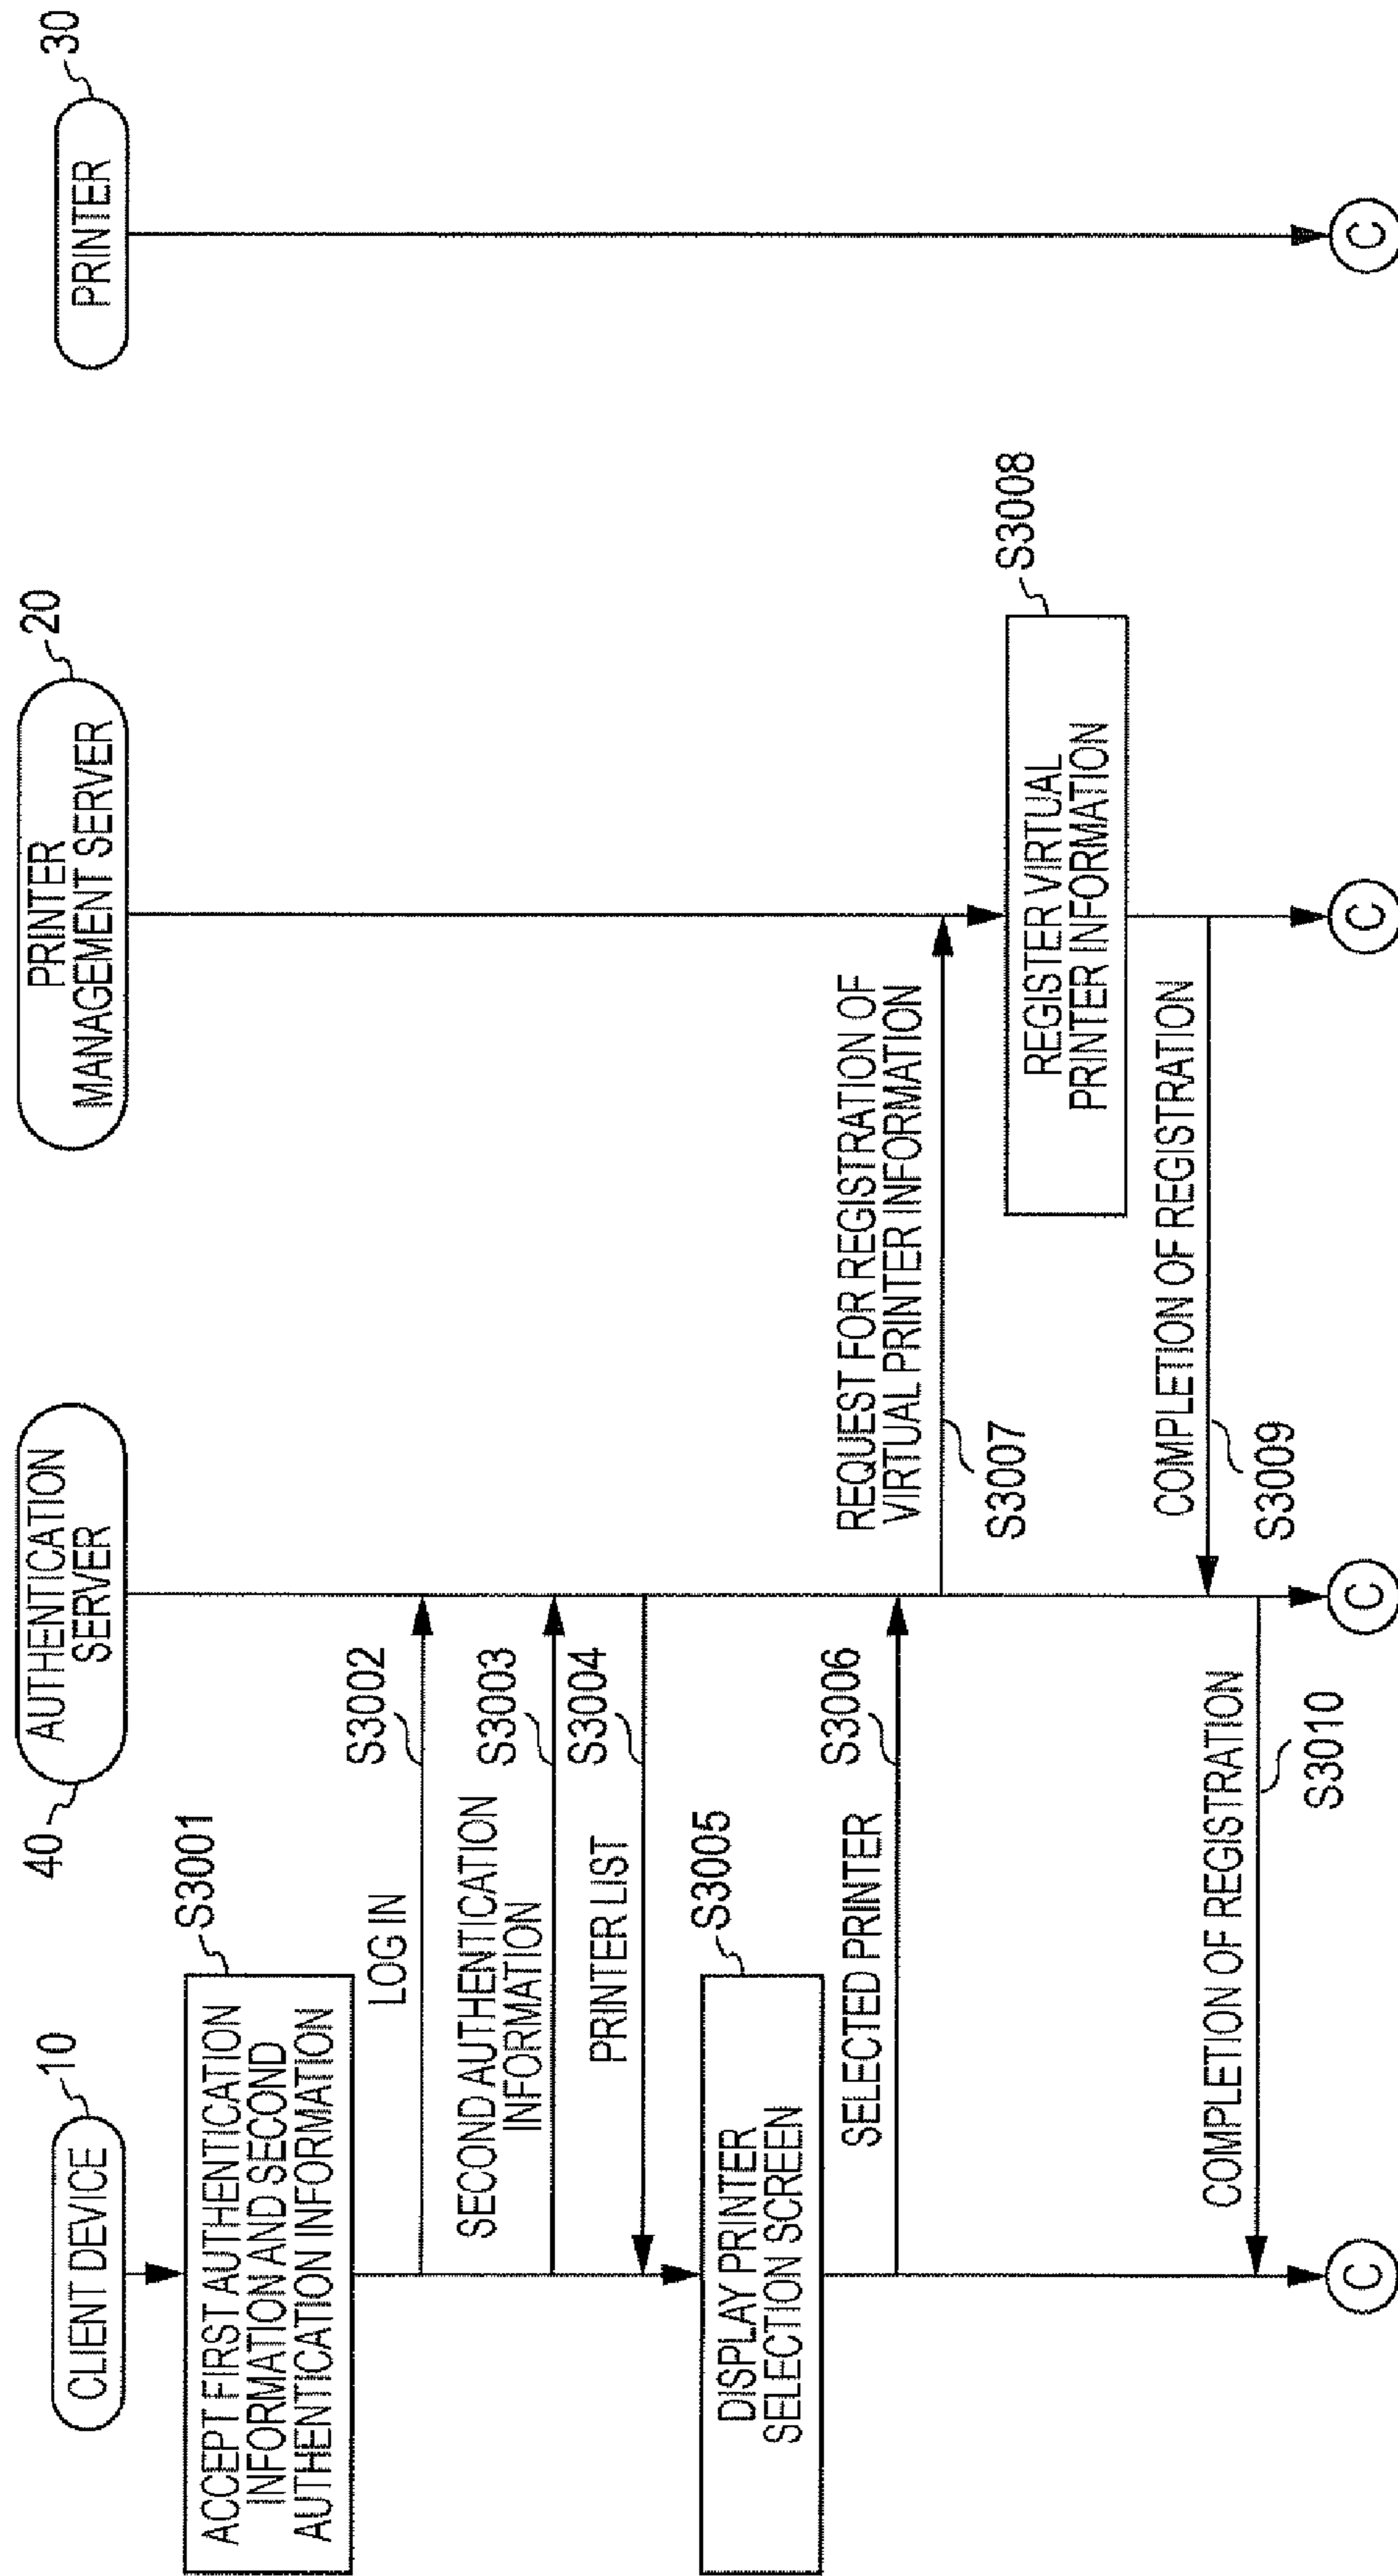 CLIENT DEVICE
10
AUTHENTICATION
SERVER
40
PRINTER
MANAGEMENT SERVER
20
PRINTER
30
ACCEPT FIRST AUTHENTICATION
INFORMATION AND SECOND
AUTHENTICATION INFORMATION
S3001
LOG IN
S3002
SECOND AUTHENTICATION
INFORMATION
S3003
PRINTER LIST
S3004
DISPLAY PRINTER
SELECTION SCREEN
S3005
SELECTED PRINTER
S3006
REQUEST FOR REGISTRATION OF
VIRTUAL PRINTER INFORMATION
S3007
REGISTER VIRTUAL
PRINTER INFORMATION
S3008
COMPLETION OF REGISTRATION
S3009
COMPLETION OF REGISTRATION
S3010
C
C
C
C